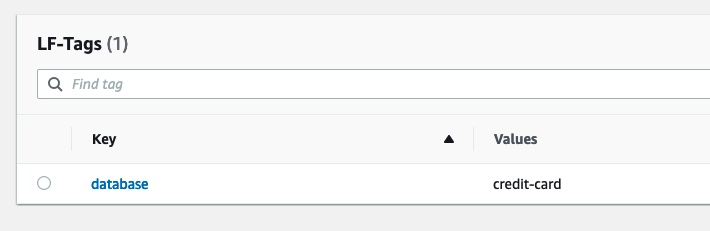 LF-Tags (1)
Find tag
Key Values
database credit-card